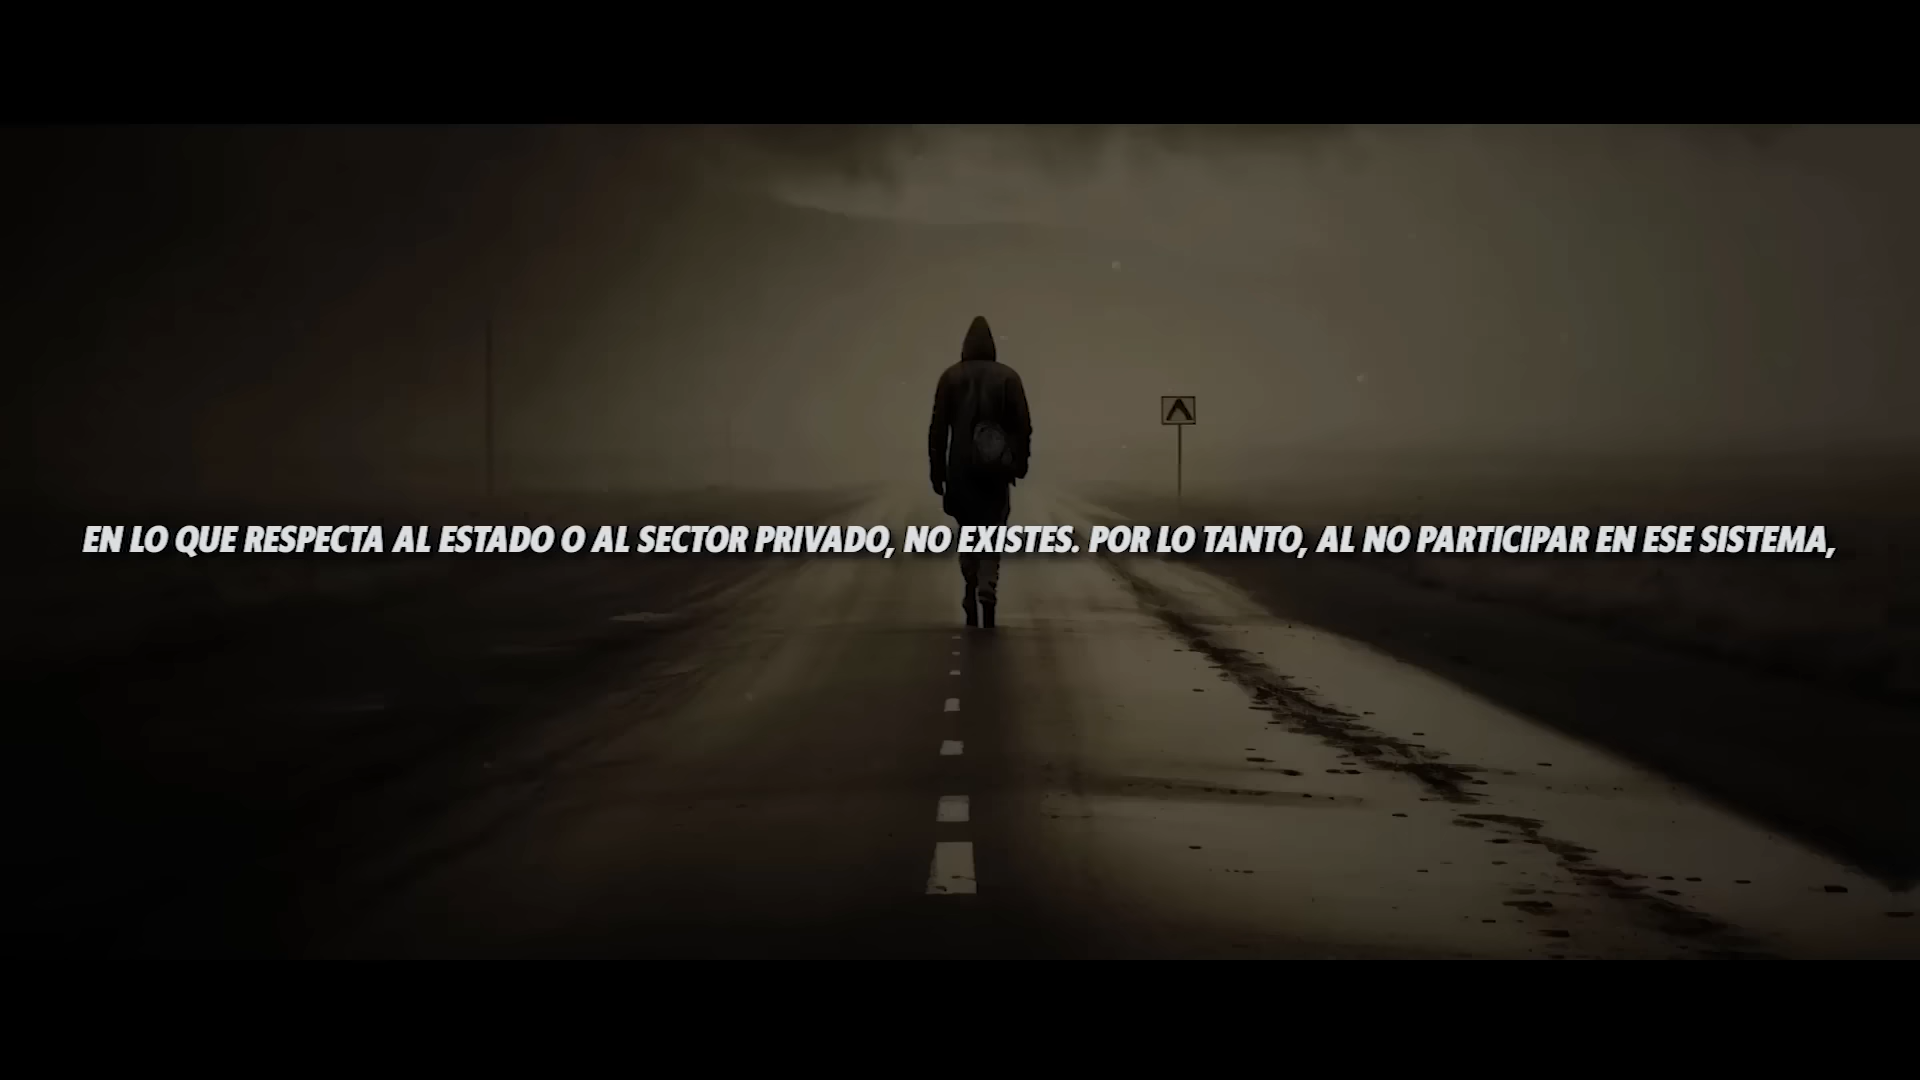 EN LO QUE RESPECTA AL ESTADO O AL SECTOR PRIVADO, NO EXISTES. POR LO TANTO, AL NO PARTICIPAR EN ESE SISTEMA,